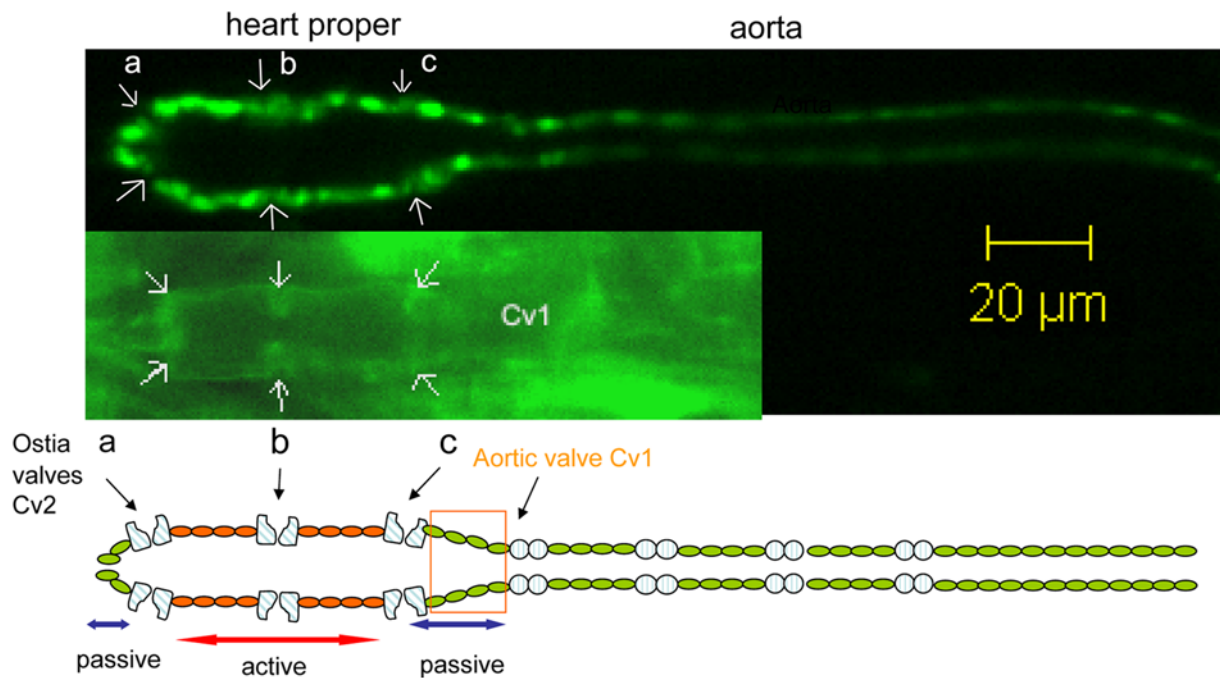 heart proper
aorta
a
b
c
Aorta
20 µm
Cv1
Ostia
valves
Cv2
a
b
c
Aortic valve Cv1
passive
active
passive